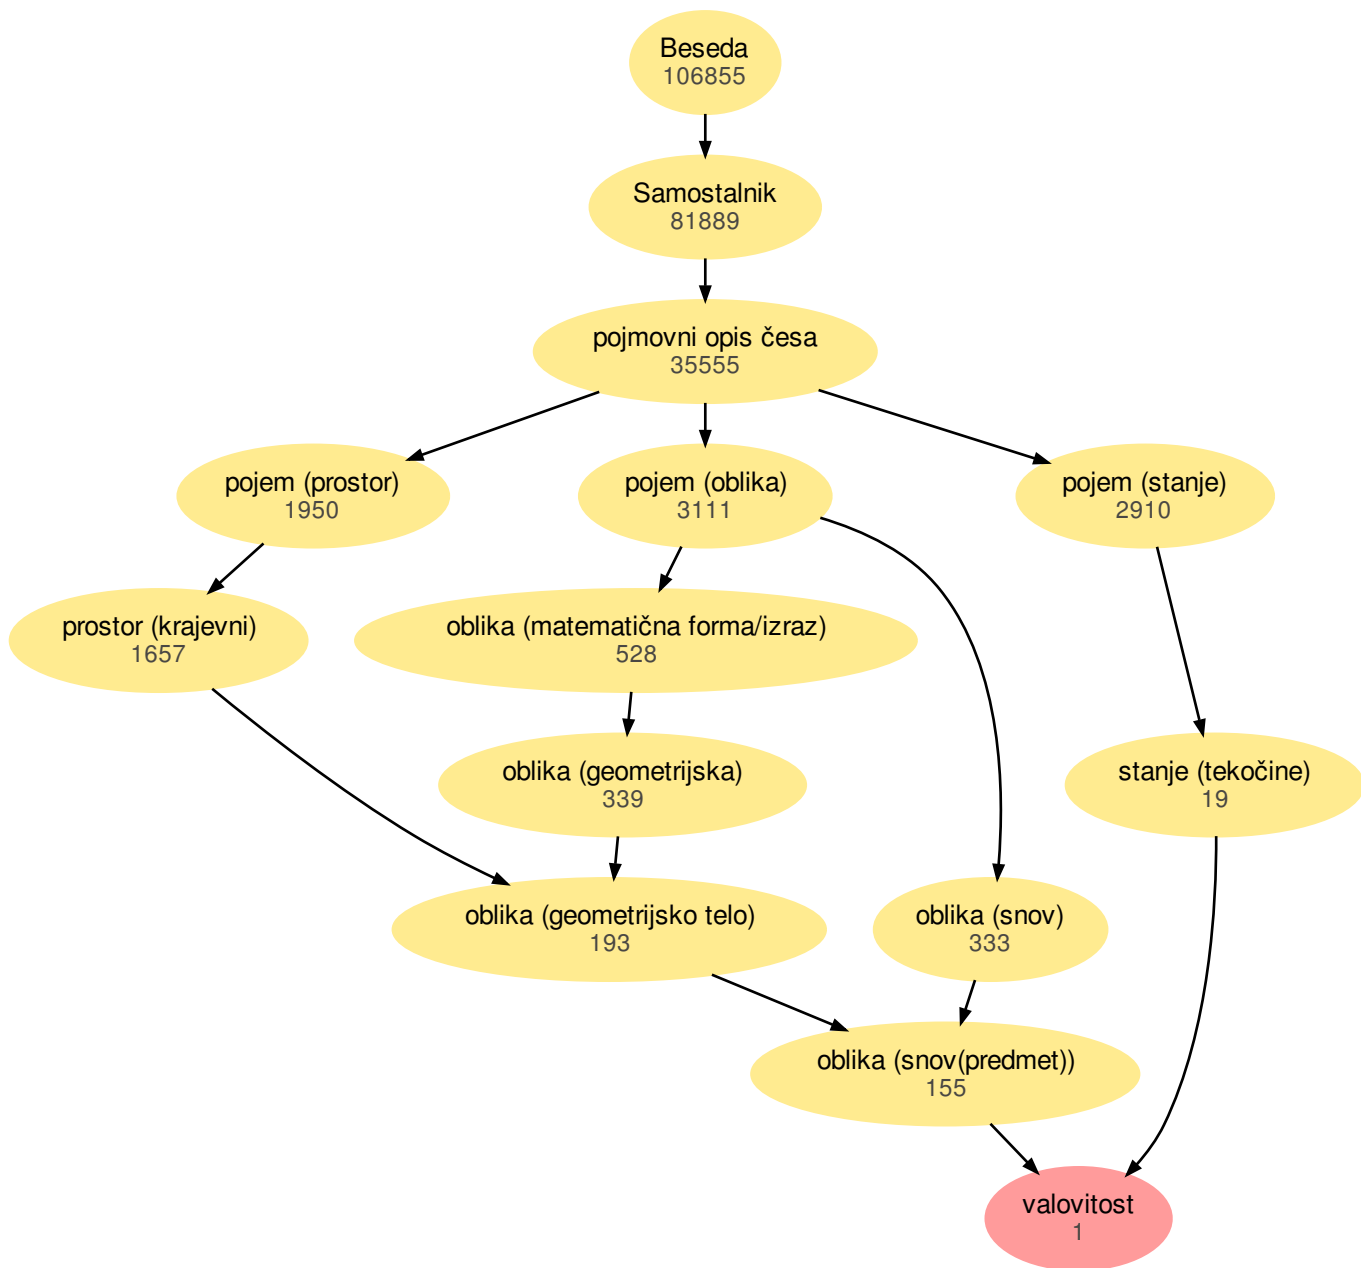 Beseda
106855
Samostalnik
81889
pojmovni opis česa
35555
pojem (prostor)
1950
pojem (oblika)
3111
pojem (stanje)
2910
prostor (krajevni)
1657
oblika (matematična forma/izraz)
528
oblika (geometrijska)
339
stanje (tekočine)
19
oblika (geometrijsko telo)
193
oblika (snov)
333
oblika (snov(predmet))
155
valovitost
1